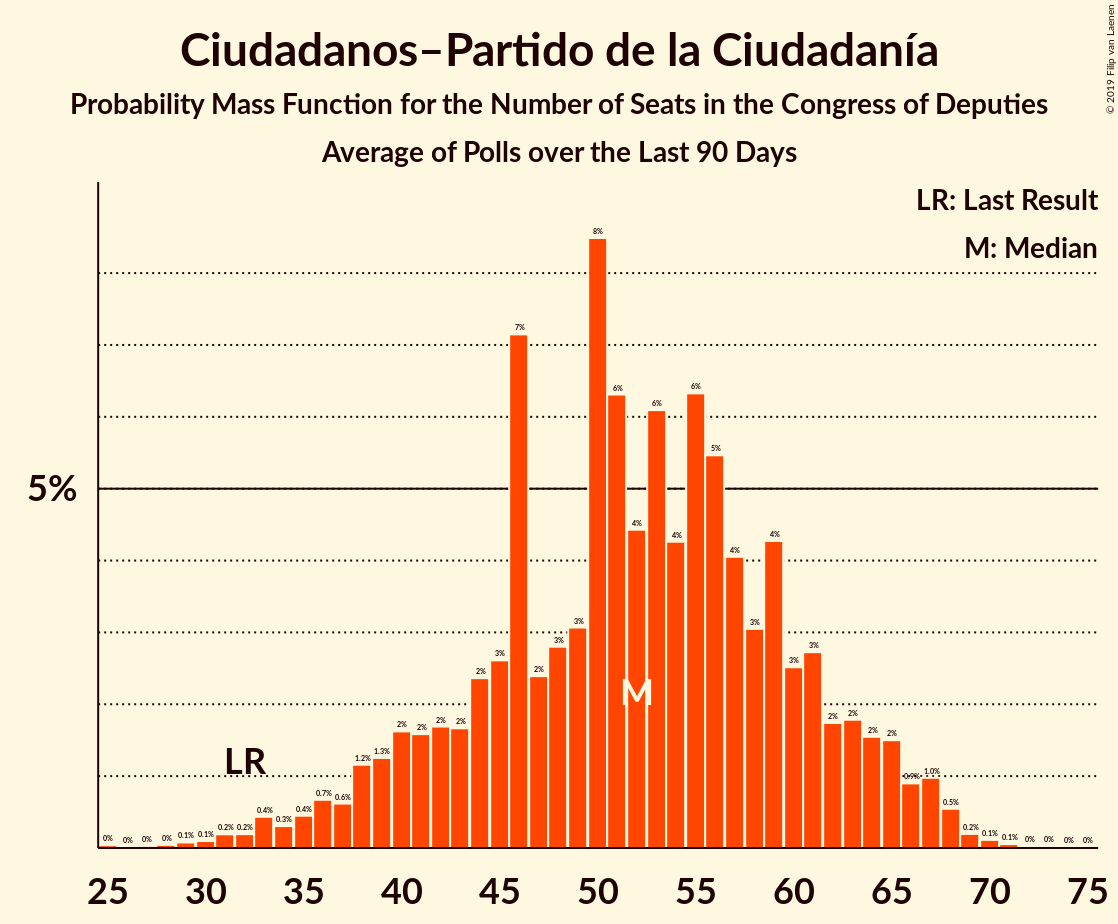 Ciudadanos–Partido de la Ciudadanía
Probability Mass Function for the Number of Seats in the Congress of Deputies
Average of Polls over the Last 90 Days
© 2019 Filip van Laenen
LR: Last Result
M: Median
5%
0% 0% 0% 0% 0.1% 0.1% 0.2% 0.2% 0.4% 0.3% 0.4% 0.7% 0.6% 1.2% 1.3% 2% 2% 2% 2% 2% 3% 7% 2% 3% 3% 8% 6% 4% 6% 4% 6% 5% 4% 3% 4% 3% 3% 2% 2% 2% 2% 0.9% 1.0% 0.5% 0.2% 0.1% 0.1% 0% 0% 0% 0%
LR
M
25 30 35 40 45 50 55 60 65 70 75